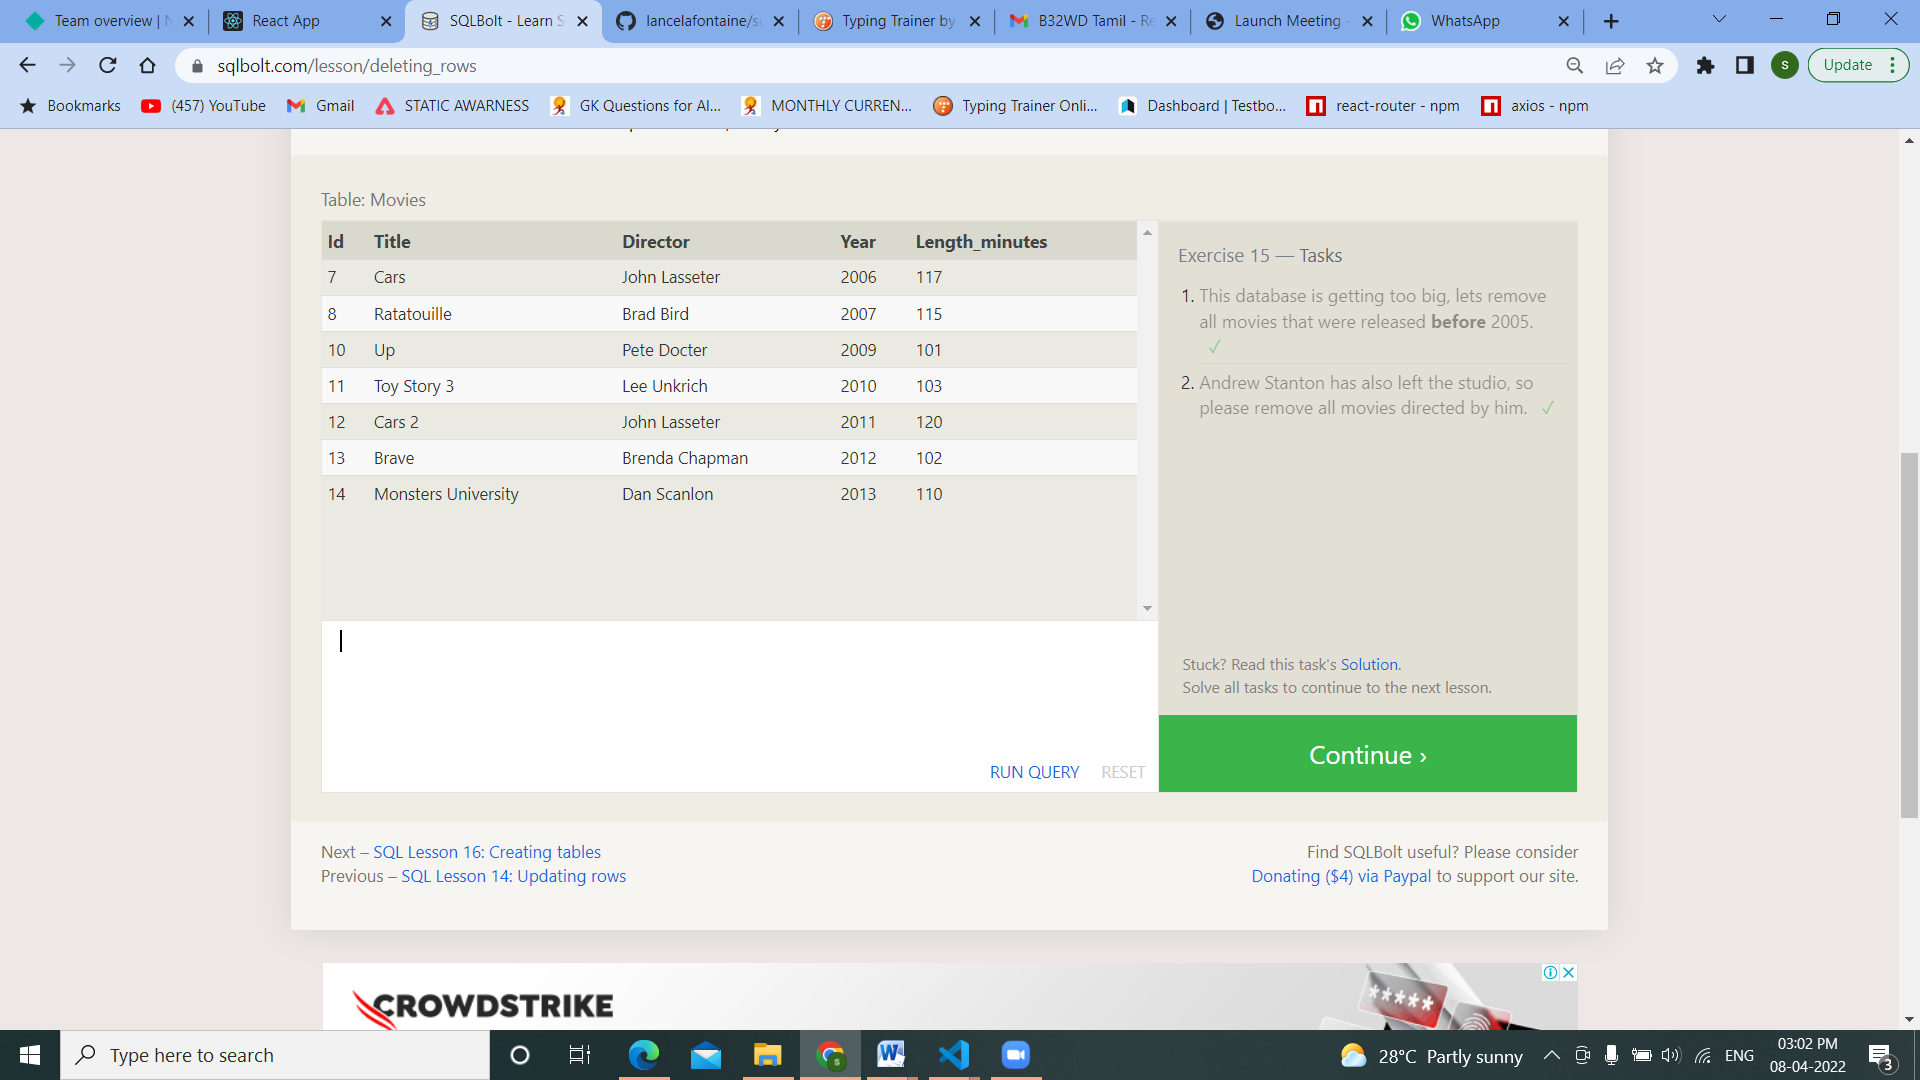 Team overview | N
React App
SQLBolt - Learn S
lancelafontaine/s
Typing Trainer by
B32WD Tamil - Re
Launch Meeting -
WhatsApp
sqlbolt.com/lesson/deleting_rows
S
Update
Bookmarks
(457) YouTube
Gmail
STATIC AWARNESS
GK Questions for Al...
MONTHLY CURREN...
Typing Trainer Onli...
Dashboard | Testbo...
react-router - npm
axios - npm
Table: Movies
Id Title Director Year Length_minutes
7 Cars John Lasseter 2006 117
8 Ratatouille Brad Bird 2007 115
10 Up Pete Docter 2009 101
11 Toy Story 3 Lee Unkrich 2010 103
12 Cars 2 John Lasseter 2011 120
13 Brave Brenda Chapman 2012 102
14 Monsters University Dan Scanlon 2013 110
RUN QUERY RESET
Exercise 15 — Tasks
1. This database is getting too big, lets remove
all movies that were released before 2005.
✓
2. Andrew Stanton has also left the studio, so
please remove all movies directed by him. ✓
Stuck? Read this task's Solution.
Solve all tasks to continue to the next lesson.
Continue ›
Next – SQL Lesson 16: Creating tables
Previous – SQL Lesson 14: Updating rows
Find SQLBolt useful? Please consider
Donating ($4) via Paypal to support our site.
CROWDSTRIKE
*****
Type here to search
28°C Partly sunny
ENG
03:02 PM
08-04-2022
3